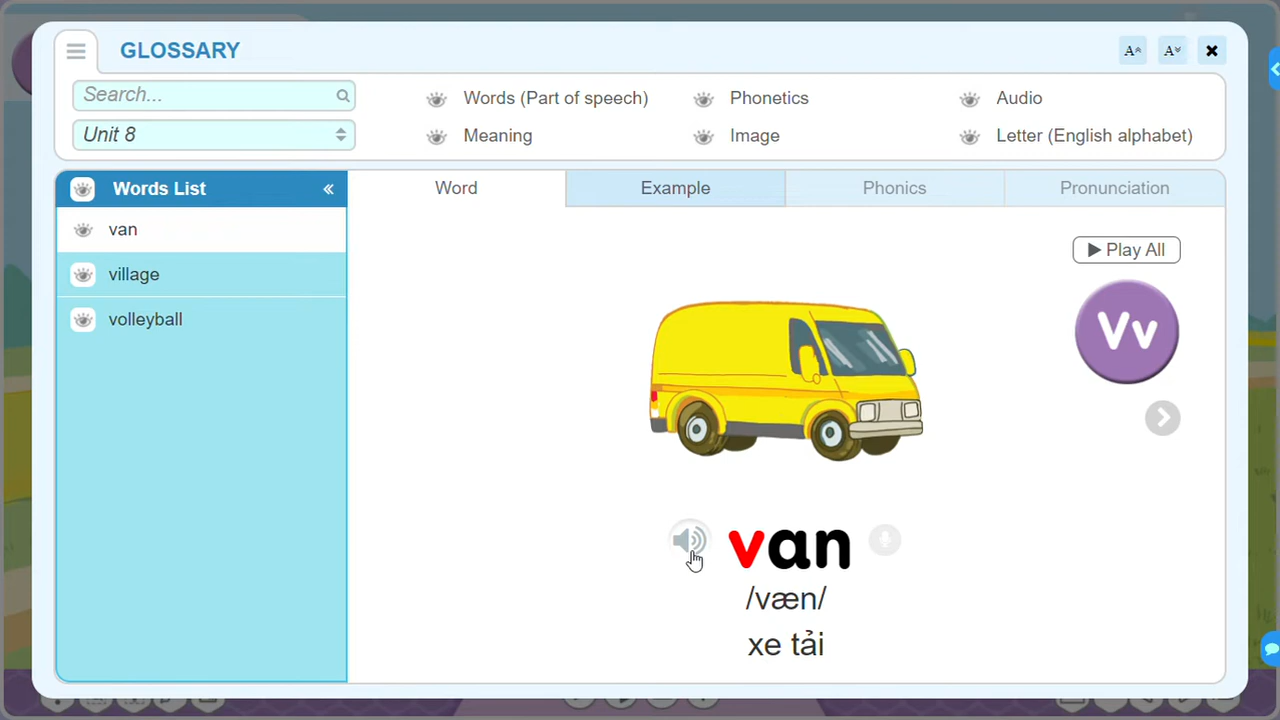 GLOSSARY
A A
Search...
Words (Part of speech)
Phonetics
Audio
Unit 8
Meaning
Image
Letter (English alphabet)
Words List
Word
Example
Phonics
Pronunciation
van
village
volleyball
Play All
Vv
van
/væn/
xe tải